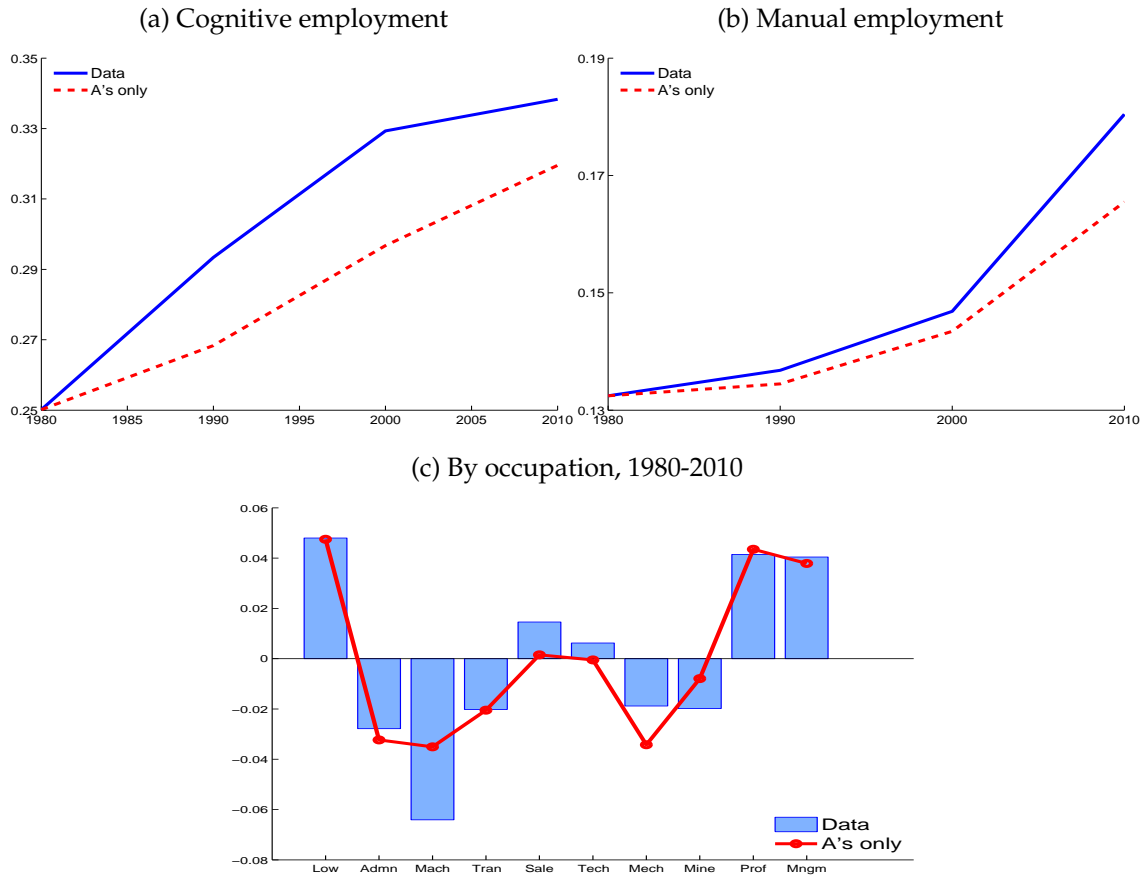 (a) Cognitive employment
(b) Manual employment
0.35
0.33
0.31
0.29
0.27
0.25
Data
A's only
1980 1985 1990 1995 2000 2005 2010
0.19
0.17
0.15
0.13
Data
A's only
1980 1990 2000 2010
(c) By occupation, 1980-2010
0.06
0.04
0.02
0
−0.02
−0.04
−0.06
−0.08
Data
A's only
Low Admn Mach Tran Sale Tech Mech Mine Prof Mngm